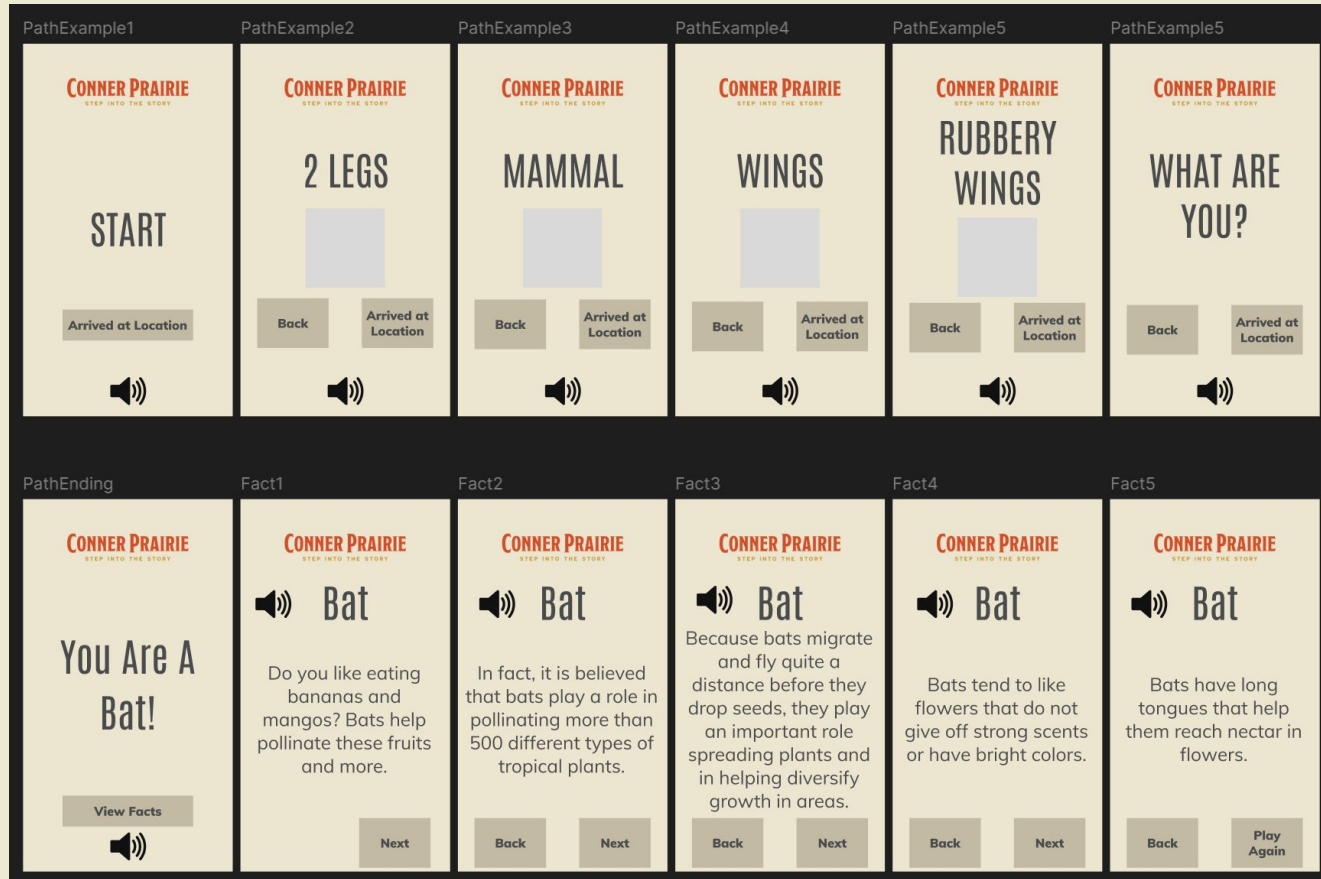 PathExample1
CONNER PRAIRIE
STEP INTO THE STORY
START
Arrived at Location
PathExample2
CONNER PRAIRIE
STEP INTO THE STORY
2 LEGS
Back
Arrived at
Location
PathExample3
CONNER PRAIRIE
STEP INTO THE STORY
MAMMAL
Back
Arrived at
Location
PathExample4
CONNER PRAIRIE
STEP INTO THE STORY
WINGS
Back
Arrived at
Location
PathExample5
CONNER PRAIRIE
STEP INTO THE STORY
RUBBERY
WINGS
Back
Arrived at
Location
PathExample5
CONNER PRAIRIE
STEP INTO THE STORY
WHAT ARE
YOU?
Back
Arrived at
Location
PathEnding
CONNER PRAIRIE
STEP INTO THE STORY
You Are A
Bat!
View Facts
Fact1
CONNER PRAIRIE
STEP INTO THE STORY
Bat
Do you like eating
bananas and
mangos? Bats help
pollinate these fruits
and more.
Next
Fact2
CONNER PRAIRIE
STEP INTO THE STORY
Bat
In fact, it is believed
that bats play a role in
pollinating more than
500 different types of
tropical plants.
Back
Next
Fact3
CONNER PRAIRIE
STEP INTO THE STORY
Bat
Because bats migrate
and fly quite a
distance before they
drop seeds, they play
an important role
spreading plants and
in helping diversify
growth in areas.
Back
Next
Fact4
CONNER PRAIRIE
STEP INTO THE STORY
Bat
Bats tend to like
flowers that do not
give off strong scents
or have bright colors.
Back
Next
Fact5
CONNER PRAIRIE
STEP INTO THE STORY
Bat
Bats have long
tongues that help
them reach nectar in
flowers.
Back
Play
Again